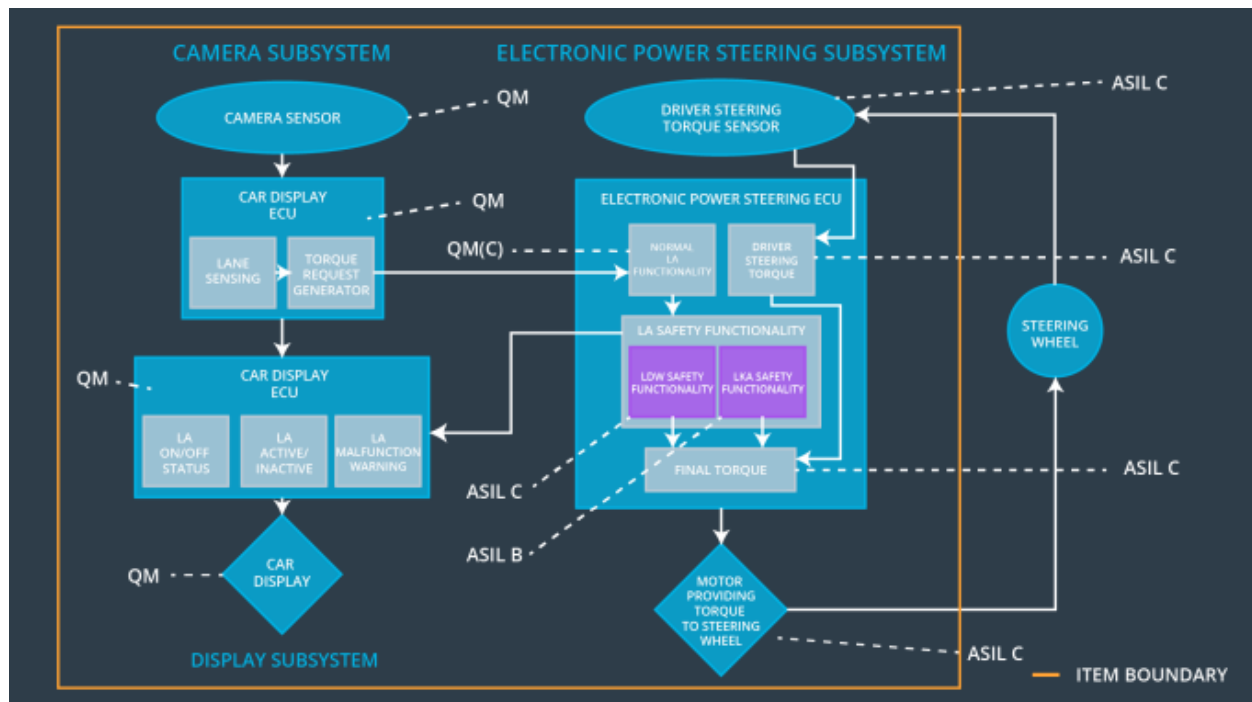 CAMERA SUBSYSTEM
ELECTRONIC POWER STEERING SUBSYSTEM
CAMERA SENSOR
QM
DRIVER STEERING
TORQUE SENSOR
ASIL C
CAR DISPLAY
ECU
QM
LANE
SENSING
TORQUE
REQUEST
GENERATOR
ELECTRONIC POWER STEERING ECU
QM(C)
NORMAL
LA
FUNCTIONALITY
DRIVER
STEERING
TORQUE
ASIL C
STEERING
WHEEL
LA SAFETY FUNCTIONALITY
LDW SAFETY
FUNCTIONALITY
LKA SAFETY
FUNCTIONALITY
QM
CAR DISPLAY
ECU
LA
ON/OFF
STATUS
LA
ACTIVE/
INACTIVE
LA
MALFUNCTION
WARNING
FINAL TORQUE
ASIL C
ASIL C
ASIL B
QM
CAR
DISPLAY
MOTOR
PROVIDING
TORQUE
TO STEERING
WHEEL
ASIL C
DISPLAY SUBSYSTEM
ITEM BOUNDARY